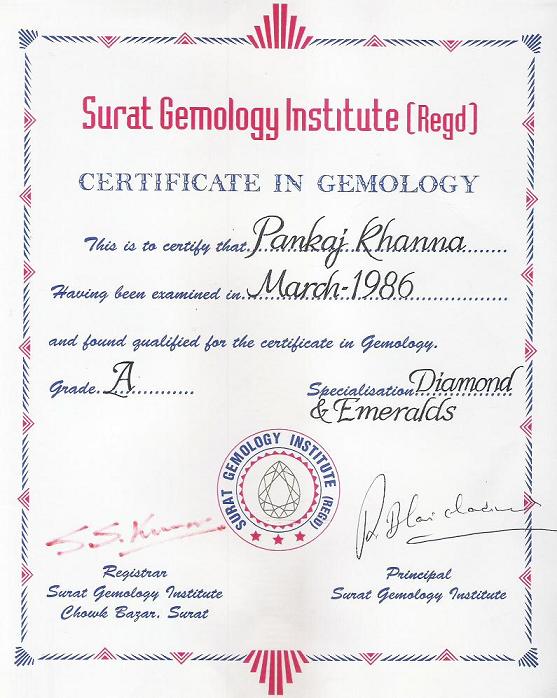 Surat Gemology Institute (Regd)
CERTIFICATE IN GEMOLOGY
This is to certify that Pankaj Khanna
Having been examined in March-1986
and found qualified for the certificate in Gemology.
Grade. A
Specialisation Diamond
& Emeralds
SURAT GEMOLOGY INSTITUTE (REGD)
S.S. Kumar
Registrar
Surat Gemology Institute
Chowk Bazar, Surat
Principal
Surat Gemology Institute